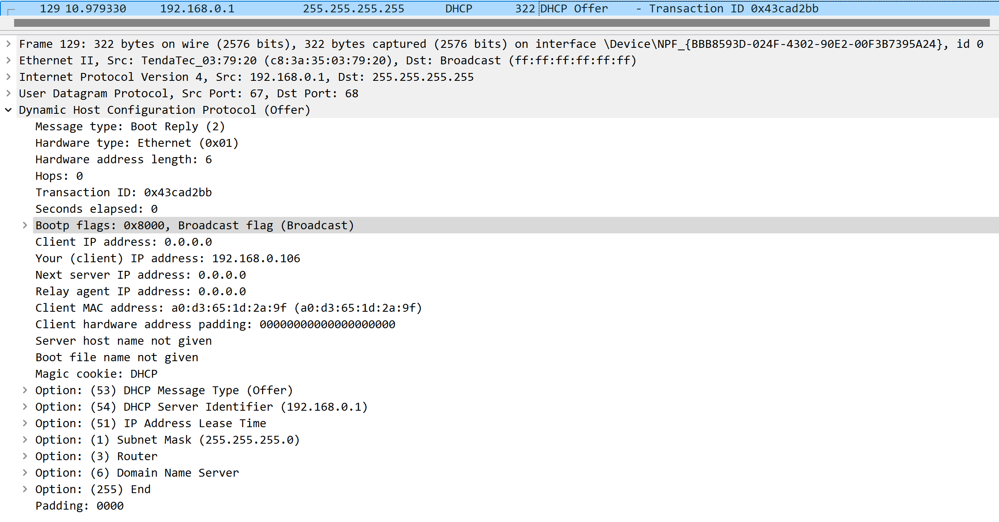 129 10.979330 192.168.0.1 255.255.255.255 DHCP 322 DHCP Offer - Transaction ID 0x43cad2bb
Frame 129: 322 bytes on wire (2576 bits), 322 bytes captured (2576 bits) on interface \Device\NPF_{BBB8593D-024F-4302-90E2-00F3B7395A24}, id 0
Ethernet II, Src: TendaTec_03:79:20 (c8:3a:35:03:79:20), Dst: Broadcast (ff:ff:ff:ff:ff:ff)
Internet Protocol Version 4, Src: 192.168.0.1, Dst: 255.255.255.255
User Datagram Protocol, Src Port: 67, Dst Port: 68
Dynamic Host Configuration Protocol (Offer)
Message type: Boot Reply (2)
Hardware type: Ethernet (0x01)
Hardware address length: 6
Hops: 0
Transaction ID: 0x43cad2bb
Seconds elapsed: 0
Bootp flags: 0x8000, Broadcast flag (Broadcast)
Client IP address: 0.0.0.0
Your (client) IP address: 192.168.0.106
Next server IP address: 0.0.0.0
Relay agent IP address: 0.0.0.0
Client MAC address: a0:d3:65:1d:2a:9f (a0:d3:65:1d:2a:9f)
Client hardware address padding: 00000000000000000000
Server host name not given
Boot file name not given
Magic cookie: DHCP
Option: (53) DHCP Message Type (Offer)
Option: (54) DHCP Server Identifier (192.168.0.1)
Option: (51) IP Address Lease Time
Option: (1) Subnet Mask (255.255.255.0)
Option: (3) Router
Option: (6) Domain Name Server
Option: (255) End
Padding: 0000